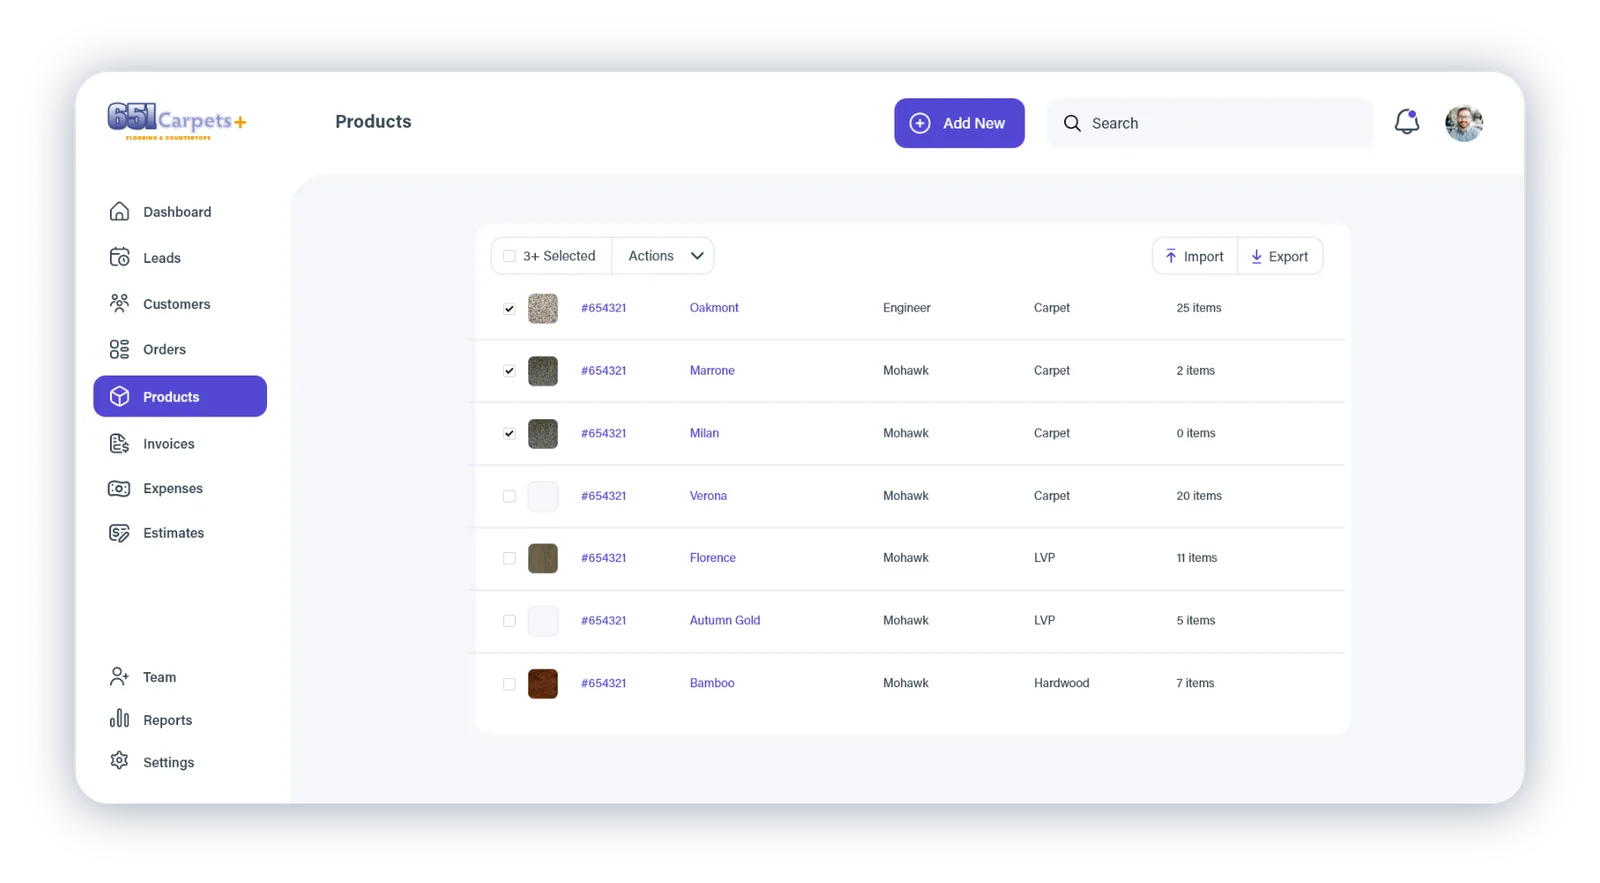 651 Carpets+
FLOORING & COUNTERTOPS
Products
Add New
Search
Dashboard
Leads
Customers
Orders
Products
Invoices
Expenses
Estimates
Team
Reports
Settings
3+ Selected Actions
Import Export
#654321 Oakmont Engineer Carpet 25 items
#654321 Marrone Mohawk Carpet 2 items
#654321 Milan Mohawk Carpet 0 items
#654321 Verona Mohawk Carpet 20 items
#654321 Florence Mohawk LVP 11 items
#654321 Autumn Gold Mohawk LVP 5 items
#654321 Bamboo Mohawk Hardwood 7 items